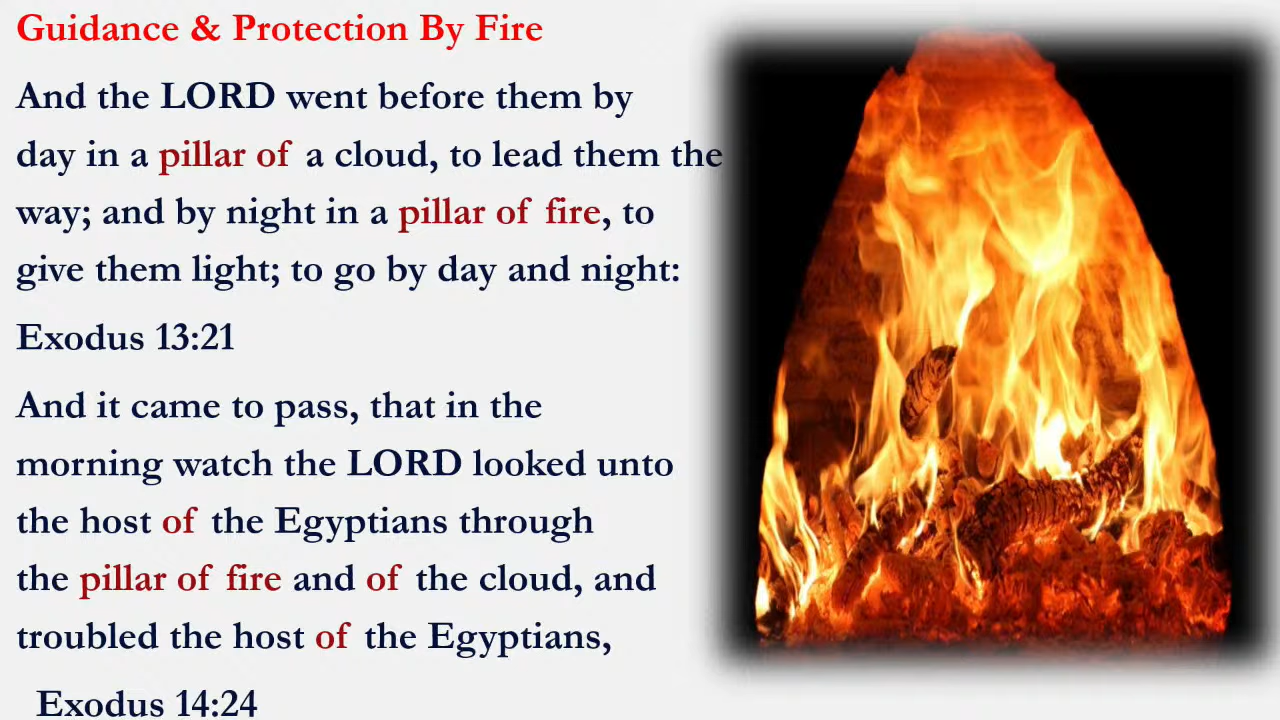 Guidance & Protection By Fire
And the LORD went before them by
day in a pillar of a cloud, to lead them the
way; and by night in a pillar of fire, to
give them light; to go by day and night:
Exodus 13:21
And it came to pass, that in the
morning watch the LORD looked unto
the host of the Egyptians through
the pillar of fire and of the cloud, and
troubled the host of the Egyptians,
Exodus 14:24